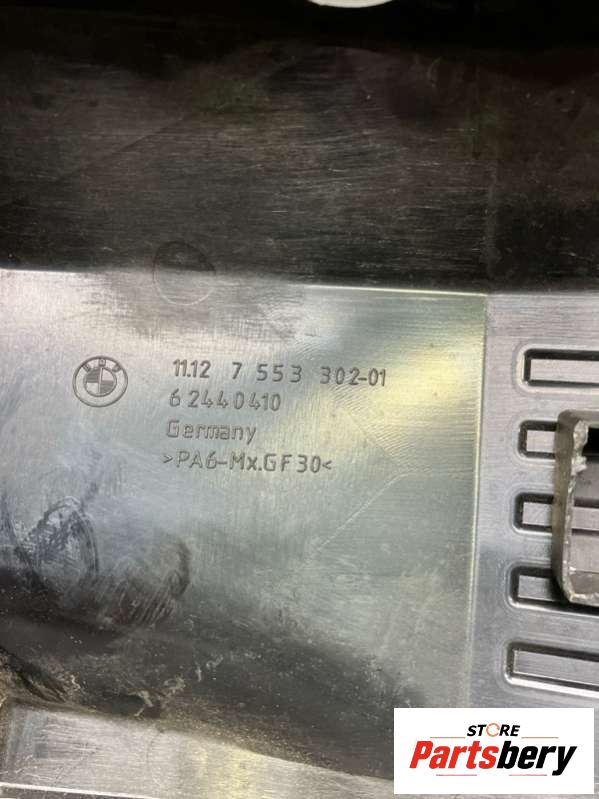 11.12 7 553 302-01
62440410
Germany
>PA6-Mx.GF30<
STORE
Partsbery